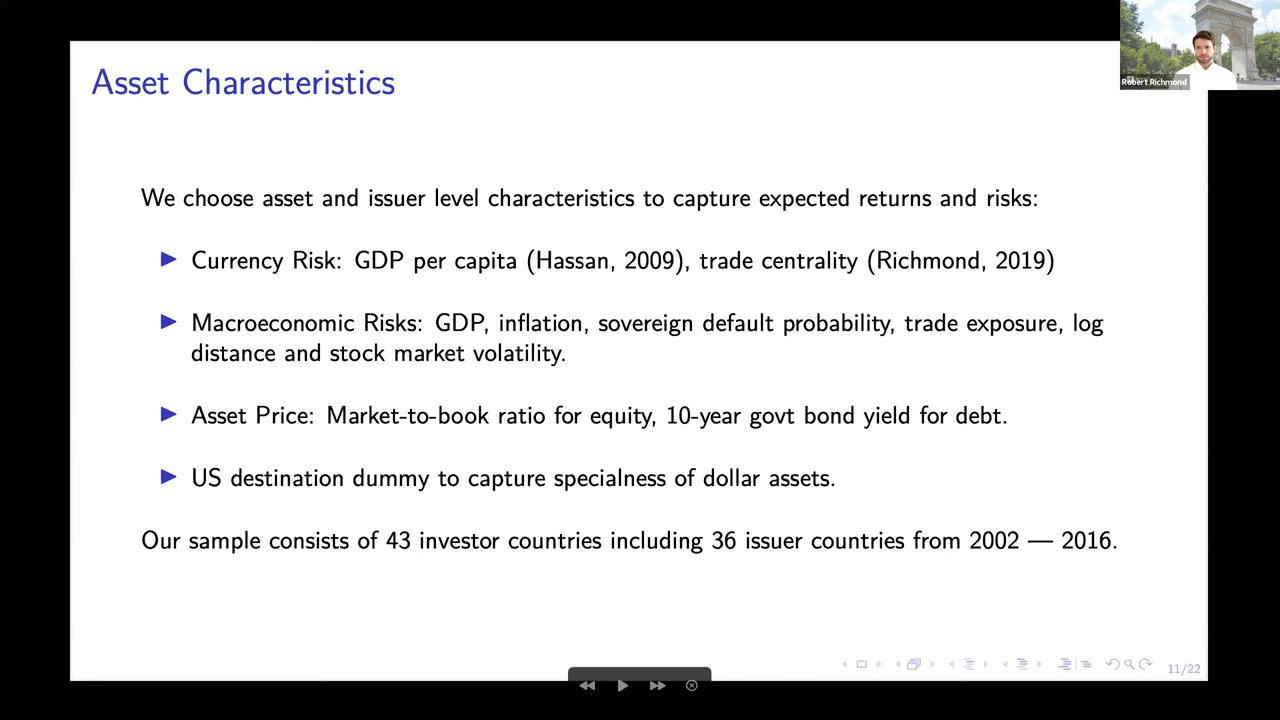 Asset Characteristics
Robert Richmond
We choose asset and issuer level characteristics to capture expected returns and risks:
Currency Risk: GDP per capita (Hassan, 2009), trade centrality (Richmond, 2019)
Macroeconomic Risks: GDP, inflation, sovereign default probability, trade exposure, log
distance and stock market volatility.
Asset Price: Market-to-book ratio for equity, 10-year govt bond yield for debt.
US destination dummy to capture specialness of dollar assets.
Our sample consists of 43 investor countries including 36 issuer countries from 2002 — 2016.
11/22